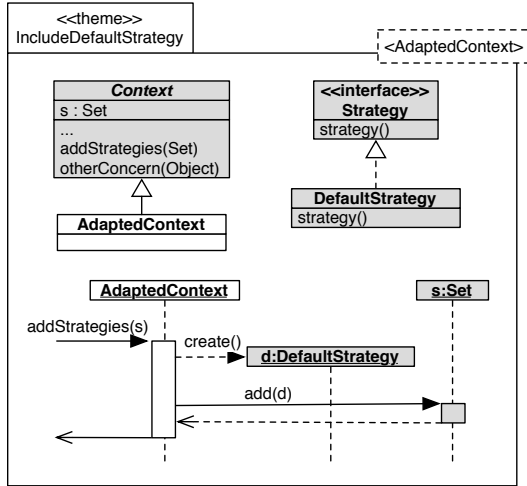 <<theme>>
IncludeDefaultStrategy
<AdaptedContext>
Context
s : Set
...
addStrategies(Set)
otherConcern(Object)
AdaptedContext
<<interface>>
Strategy
strategy()
DefaultStrategy
strategy()
AdaptedContext
s:Set
addStrategies(s)
create()
d:DefaultStrategy
add(d)